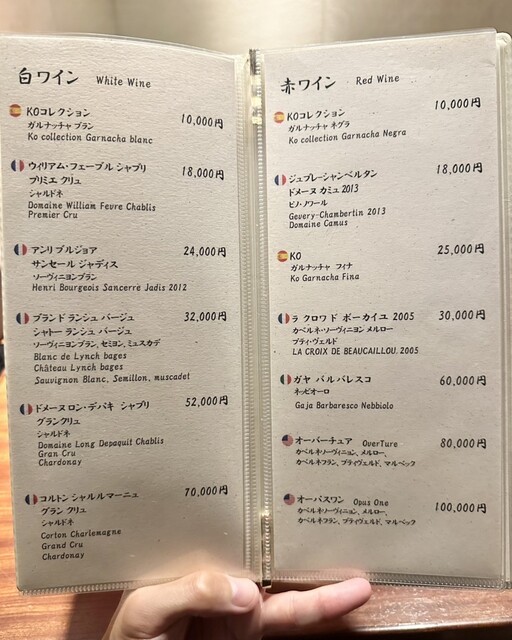 白ワイン White Wine
KOコレクション 10,000円
ガルナッチャ ブラン
Ko collection Garnacha blanc
ウィリアム・フェーブル シャブリ 18,000円
プリミエ クリュ
シャルドネ
Domaine William Fevre Chablis
Premier Cru
アンリ ブルジョア 24,000円
サンセール ジャディス
ソーヴィニヨンブラン
Henri Bourgeois Sancerre Jadis 2012
ブランド ランシュ バージュ 32,000円
シャトー ランシュ バージュ
ソーヴィニヨンブラン, セミヨン, ミュスカデ
Blanc de Lynch bages
Château Lynch bages
Sauvignon Blanc, Semillon, muscadet
ドメーヌ ロン・デパキ シャブリ 52,000円
グランクリュ
シャルドネ
Domaine Long Depaquit Chablis
Gran Cru
Chardonay
コルトン シャルルマーニュ 70,000円
グラン クリュ
シャルドネ
Corton Charlemagne
Grand Cru
Chardonay
赤ワイン Red Wine
KOコレクション 10,000円
ガルナッチャ ネグラ
Ko collection Garnacha Negra
ジュブレ-シャンベルタン 18,000円
ドメーヌ カミュ 2013
ピノ・ノワール
Gevery-Chambertin 2013
Domaine Camus
KO 25,000円
ガルナッチャ フィナ
Ko Garnacha Fina
ラ クロワ ド ボーカイユ 2005 30,000円
カベルネ・ソーヴィニヨン メルロー
プティ・ヴェルド
LA CROIX DE BEAUCAILLOU. 2005
ガヤ バルバレスコ 60,000円
ネッビオーロ
Gaja Barbaresco Nebbiolo
オーバーチュア OverTure 80,000円
カベルネソーヴィニヨン, メルロー,
カベルネフラン, プティヴェルド, マルベック
オーパスワン Opus One 100,000円
カベルネソーヴィニヨン, メルロー,
カベルネフラン, プティヴェルド, マルベック